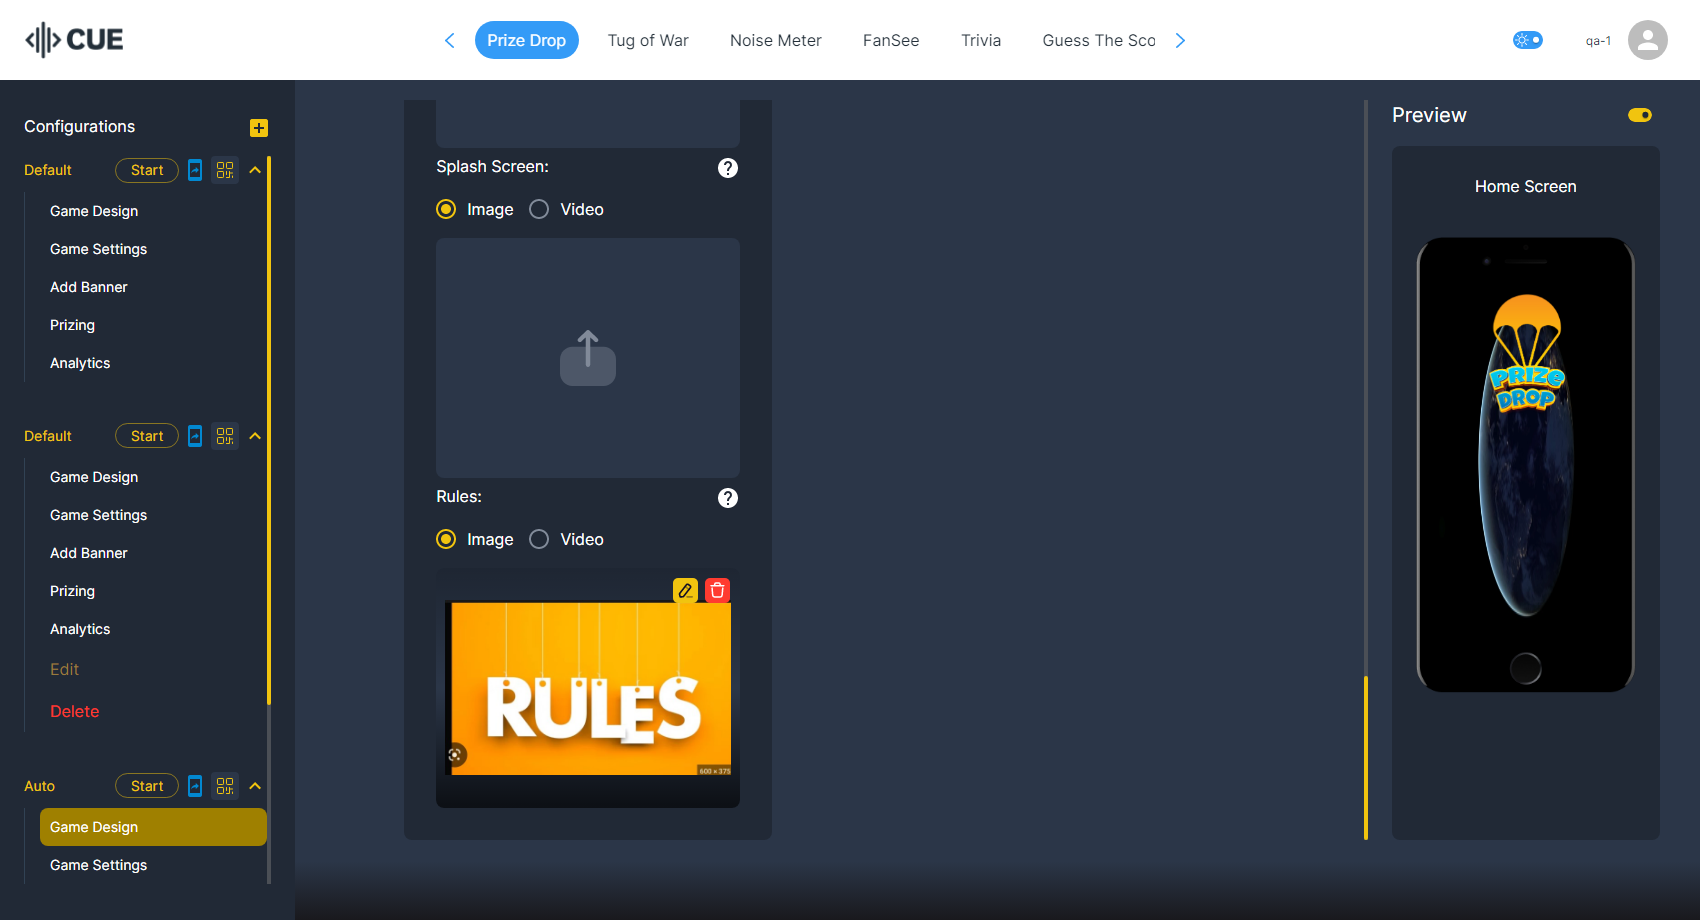 CUE
Prize Drop
Tug of War
Noise Meter
FanSee
Trivia
Guess The Sco
qa-1
Configurations
Default
Start
Game Design
Game Settings
Add Banner
Prizing
Analytics
Default
Start
Game Design
Game Settings
Add Banner
Prizing
Analytics
Edit
Delete
Auto
Start
Game Design
Game Settings
Splash Screen:
Image
Video
Rules:
Image
Video
RULES
600 × 375
Preview
Home Screen
PRIZE
DROP